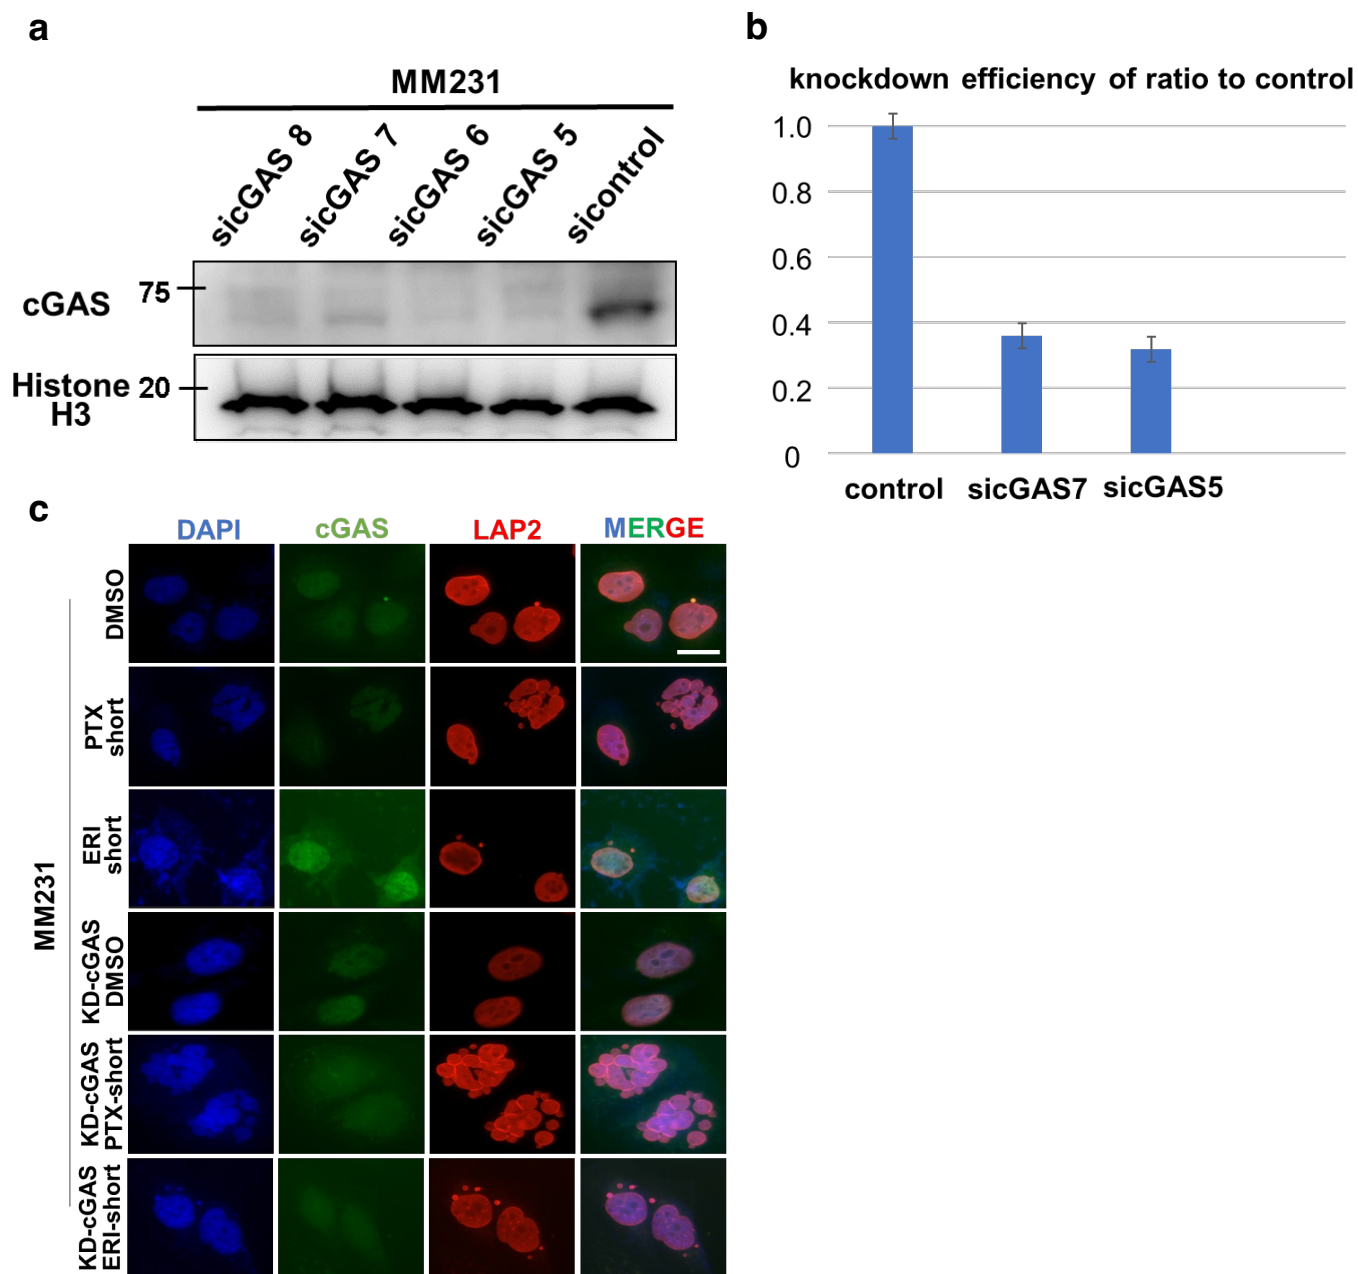 a
MM231
sicGAS 8
sicGAS 7
sicGAS 6
sicGAS 5
sicontrol
cGAS
75
Histone
H3
20
b
knockdown efficiency of ratio to control
1.0
0.8
0.6
0.4
0.2
0
control
sicGAS7
sicGAS5
c
DAPI
cGAS
LAP2
MERGE
MM231
DMSO
PTX
short
ERI
short
KD-cGAS
DMSO
KD-cGAS
PTX-short
KD-cGAS
ERI-short